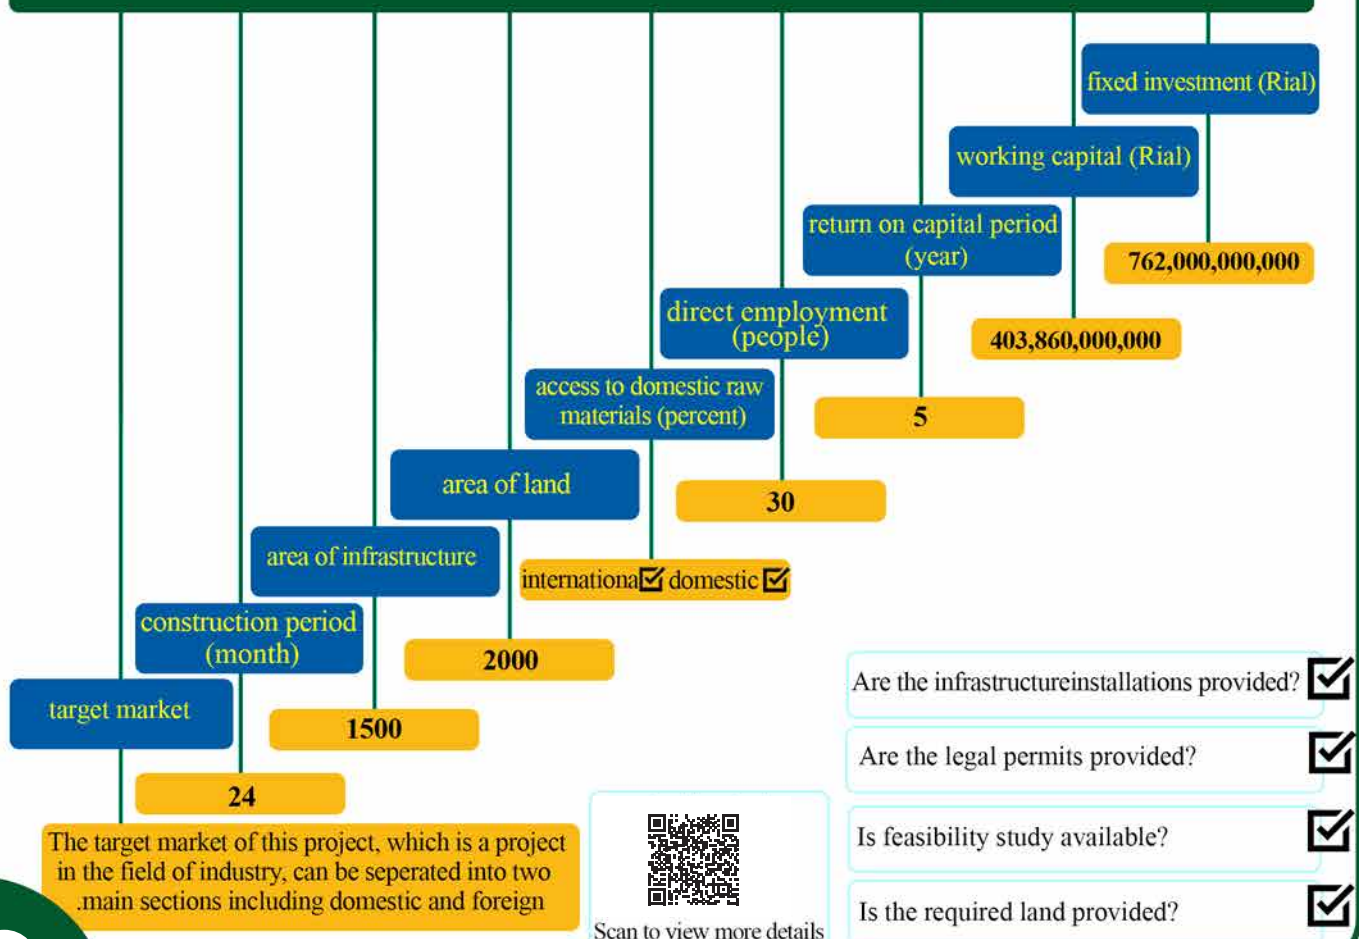 fixed investment (Rial)
762,000,000,000
working capital (Rial)
403,860,000,000
return on capital period
(year)
5
direct employment
(people)
30
access to domestic raw
materials (percent)
internationa domestic
area of land
2000
area of infrastructure
1500
construction period
(month)
24
target market
The target market of this project, which is a project
in the field of industry, can be seperated into two
.main sections including domestic and foreign
Scan to view more details
Are the infrastructureinstallations provided?
Are the legal permits provided?
Is feasibility study available?
Is the required land provided?